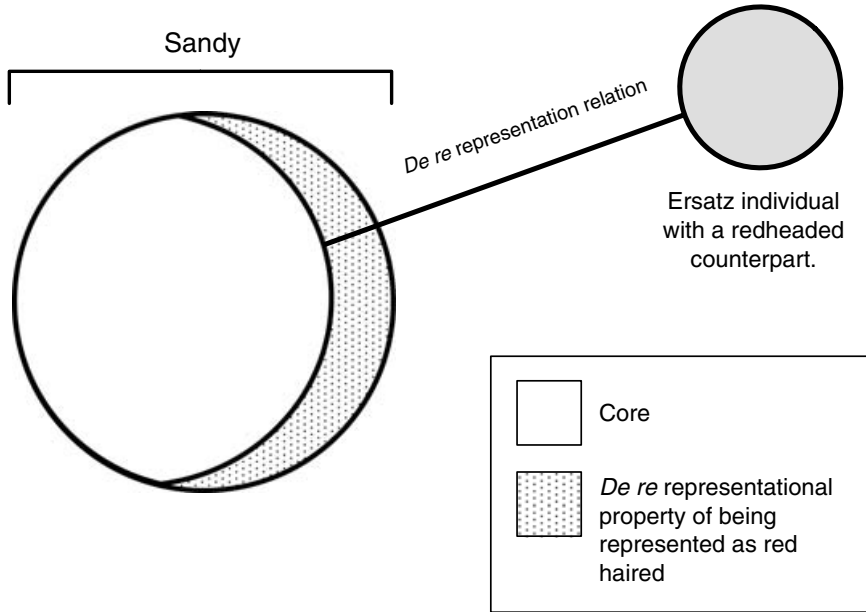 Sandy
De re representation relation
Ersatz individual
with a redheaded
counterpart.
Core
De re representational
property of being
represented as red
haired